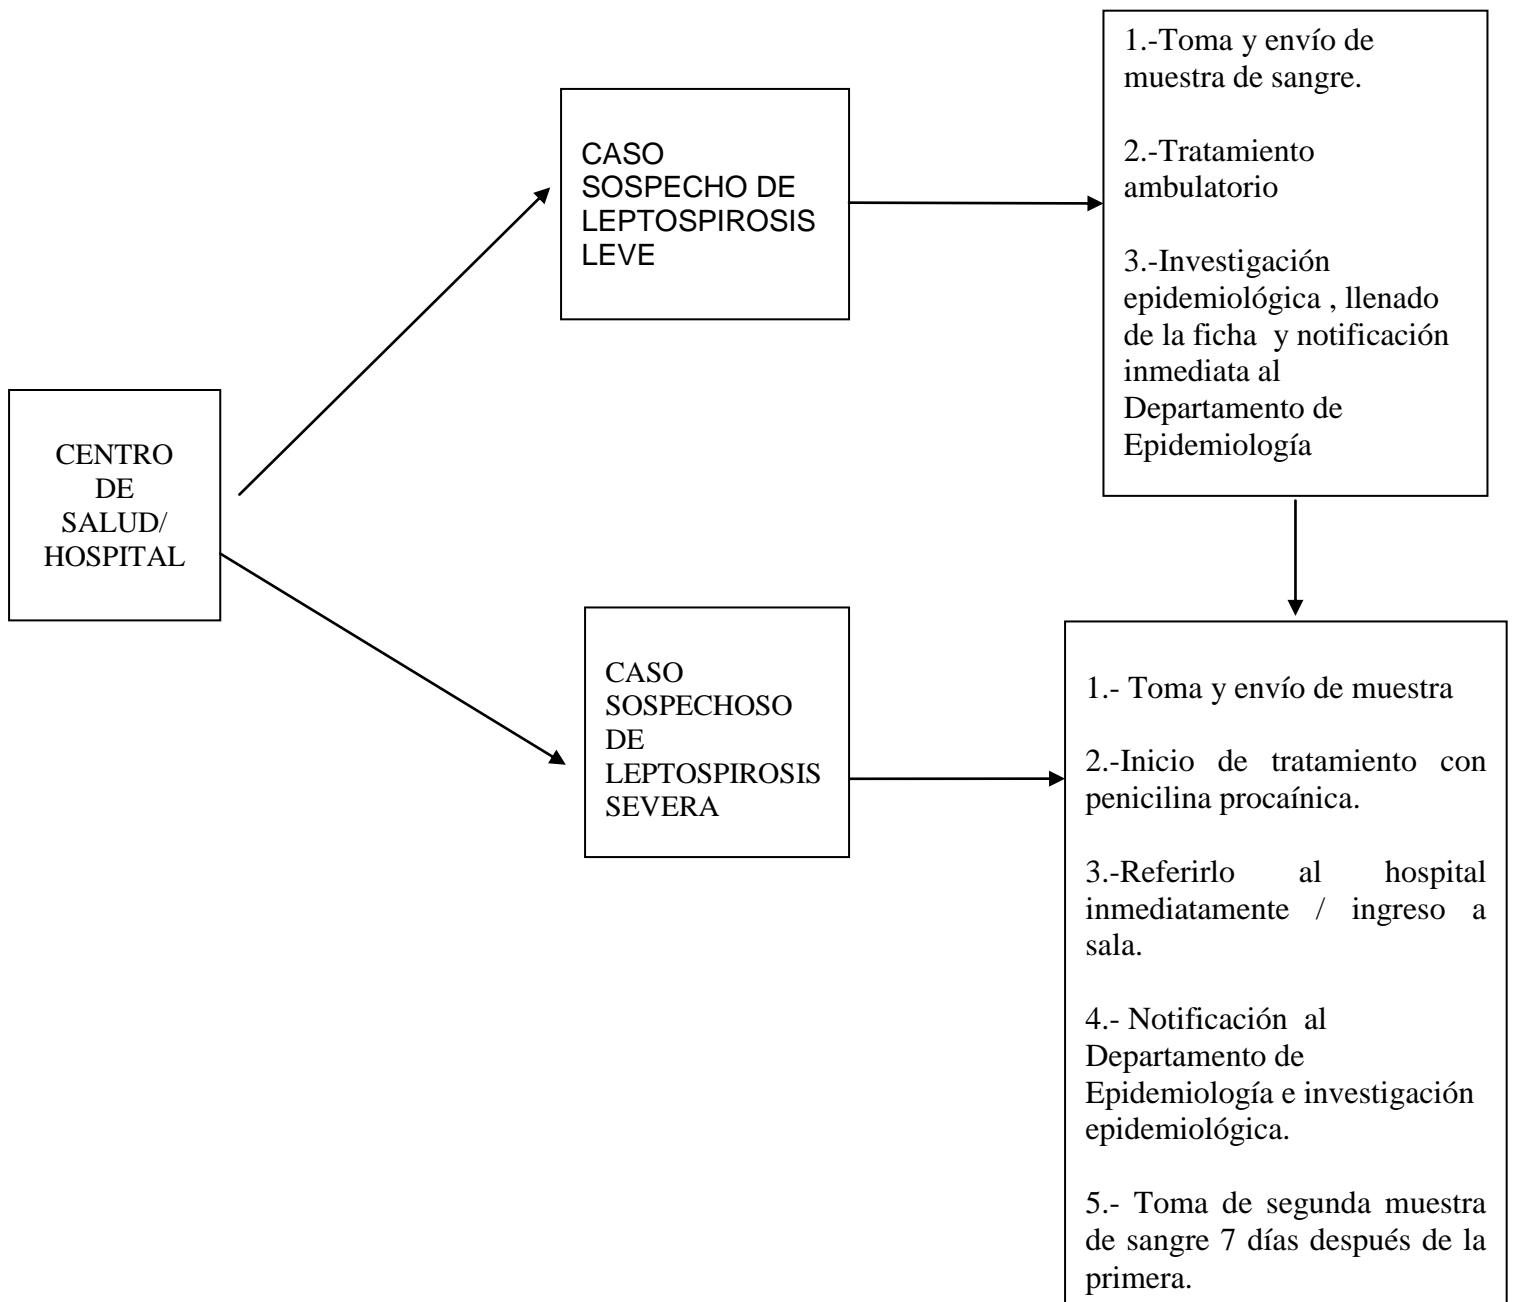 CENTRO
DE
SALUD/
HOSPITAL
CASO
SOSPECHO DE
LEPTOSPIROSIS
LEVE
1.-Toma y envío de
muestra de sangre.
2.-Tratamiento
ambulatorio
3.-Investigación
epidemiológica , llenado
de la ficha  y notificación
inmediata al
Departamento de
Epidemiología
CASO
SOSPECHOSO
DE
LEPTOSPIROSIS
SEVERA
1.- Toma y envío de muestra
2.-Inicio de tratamiento con
penicilina procaínica.
3.-Referirlo al hospital
inmediatamente / ingreso a
sala.
4.- Notificación  al
Departamento de
Epidemiología e investigación
epidemiológica.
5.- Toma de segunda muestra
de sangre 7 días después de la
primera.